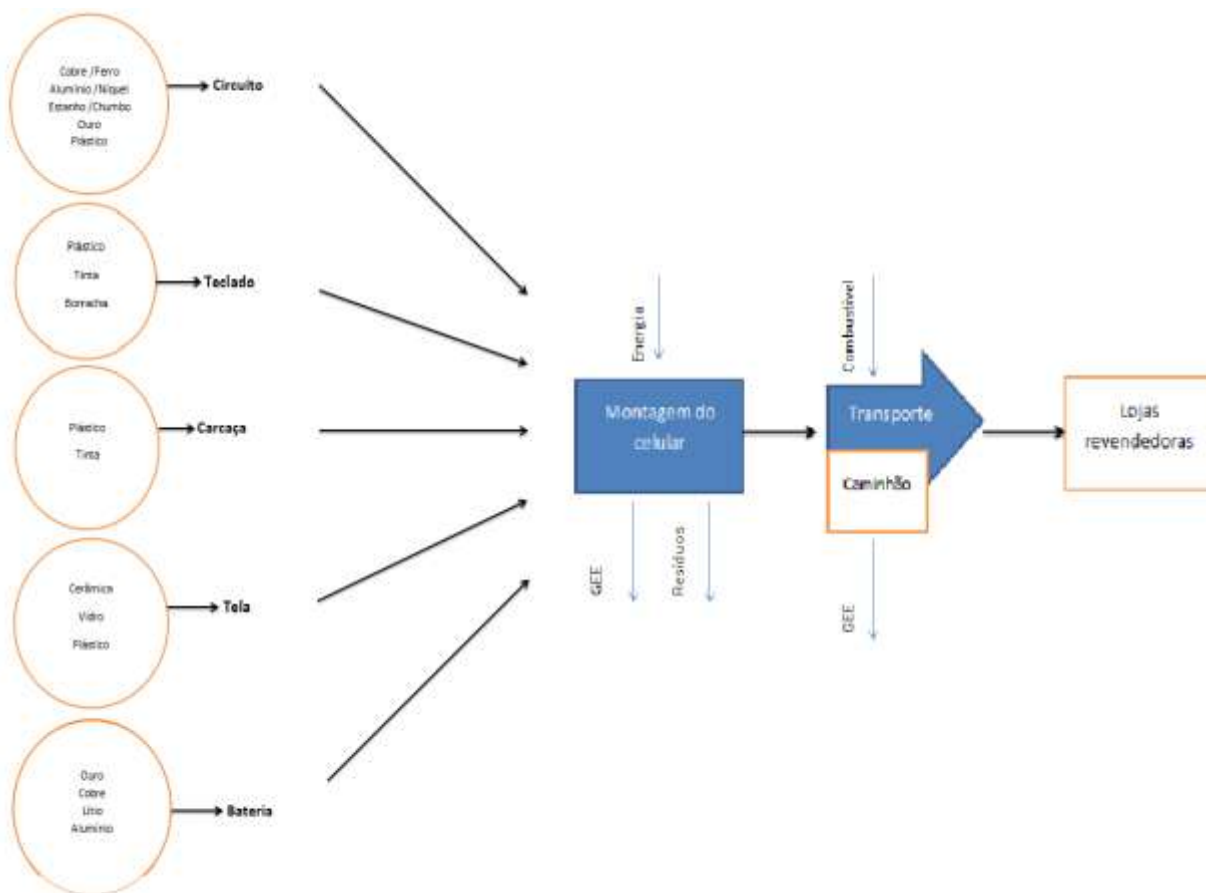 Cobre /Ferro
Alumínio /Níquel
Estanho /Chumbo
Ouro
Plástico
Circuíto
Plástico
Tinta
Borracha
Teclado
Plástico
Tinta
Carcaça
Cerâmica
Vidro
Plástico
Tela
Ouro
Cobre
Lítio
Alumínio
Bateria
Energia
Montagem do
celular
GEE
Resíduos
Combustível
Transporte
Caminhão
GEE
Lojas
revendedoras